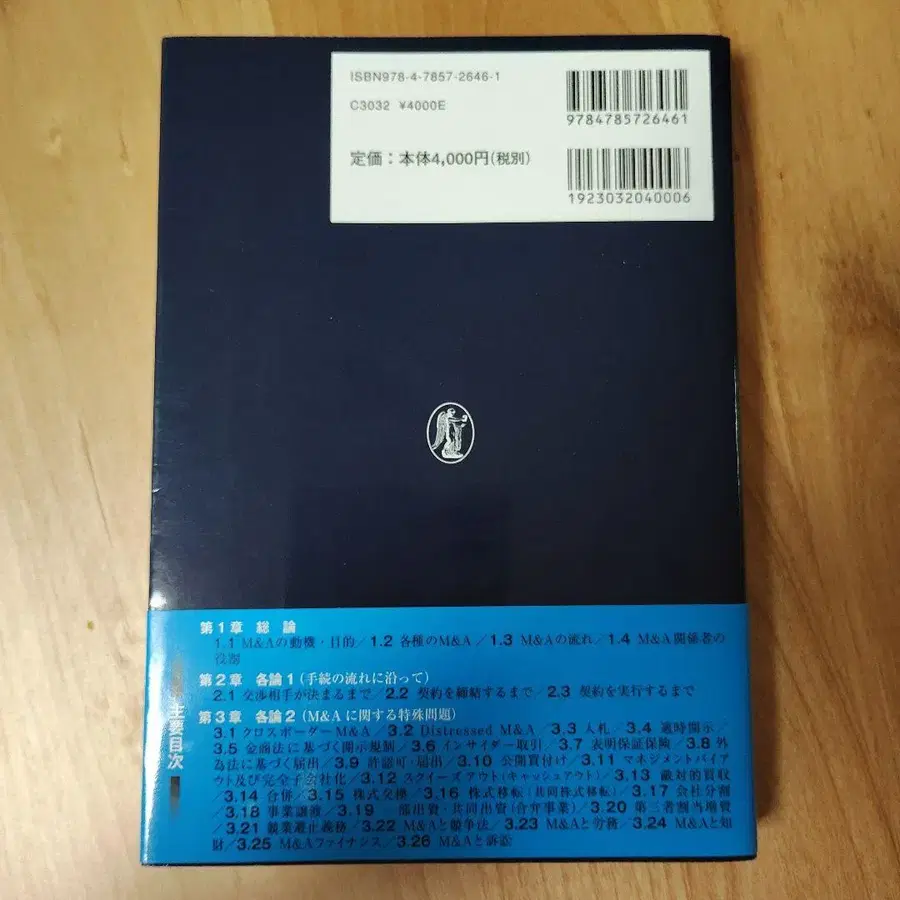 ISBN978-4-7857-2646-1
C3032 ¥4000E
定価：本体4,000円(税別)
9784785726461
1923032040006
主要目次
第1章 総論
1.1 M&Aの動機・目的／1.2 各種のM&A／1.3 M&Aの流れ／1.4 M&A関係者の
役割
第2章 各論1（手続の流れに沿って）
2.1 交渉相手が決まるまで／2.2 契約を締結するまで／2.3 契約を実行するまで
第3章 各論2（M&Aに関する特殊問題）
3.1 クロスボーダーM&A／3.2 Distressed M&A／3.3 入札／3.4 適時開示／
3.5 金商法に基づく開示規制／3.6 インサイダー取引／3.7 表明保証保険／3.8 外
為法に基づく届出／3.9 許認可・届出／3.10 公開買付け／3.11 マネジメントバイア
ウト及び完全子会社化／3.12 スクイーズアウト（キャッシュアウト）／3.13 敵対的買収
／3.14 合併／3.15 株式交換／3.16 株式移転（共同株式移転）／3.17 会社分割
／3.18 事業譲渡／3.19 一部出資・共同出資（合弁事業）／3.20 第三者割当増資
／3.21 競業避止義務／3.22 M&Aと競争法／3.23 M&Aと労務／3.24 M&Aと知
財／3.25 M&Aファイナンス／3.26 M&Aと訴訟